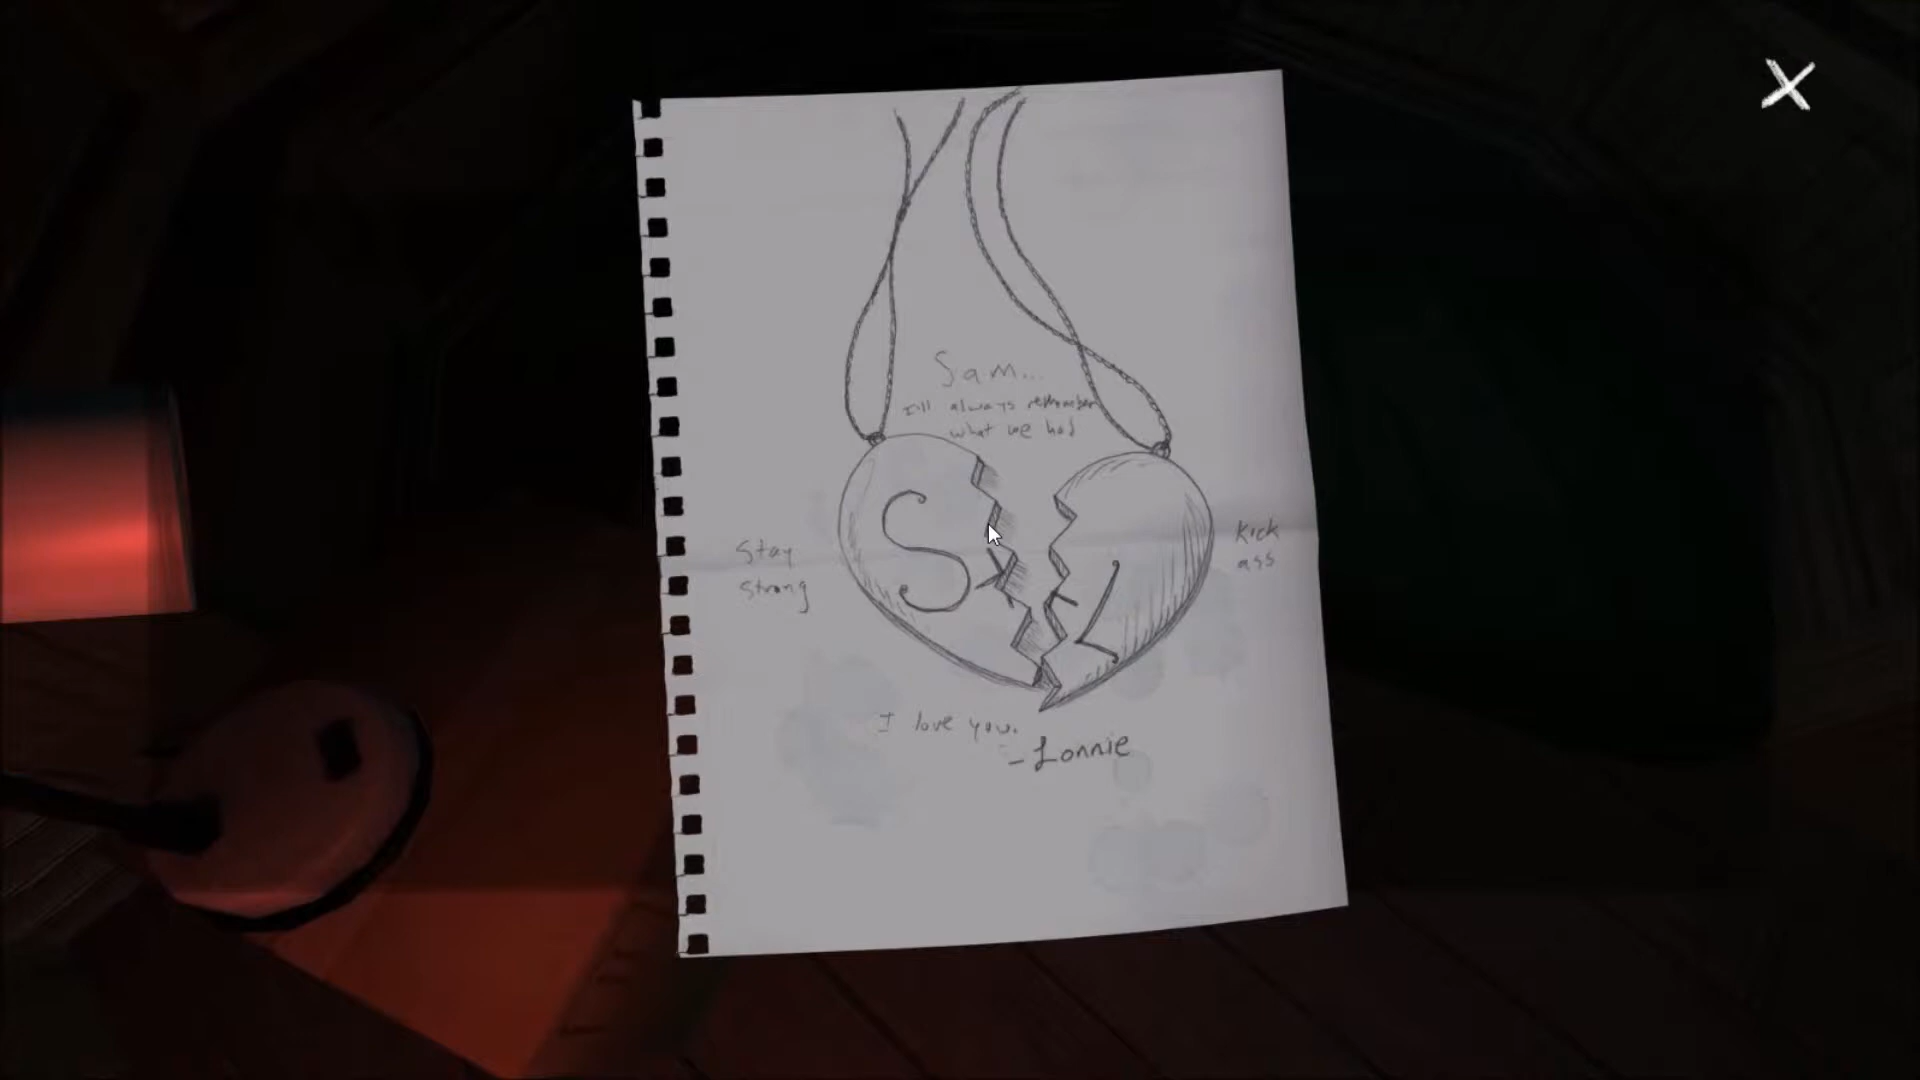 Sam...
I'll always remember
what we had
S + L
Stay
strong
Kick
ass
I love you.
-Lonnie